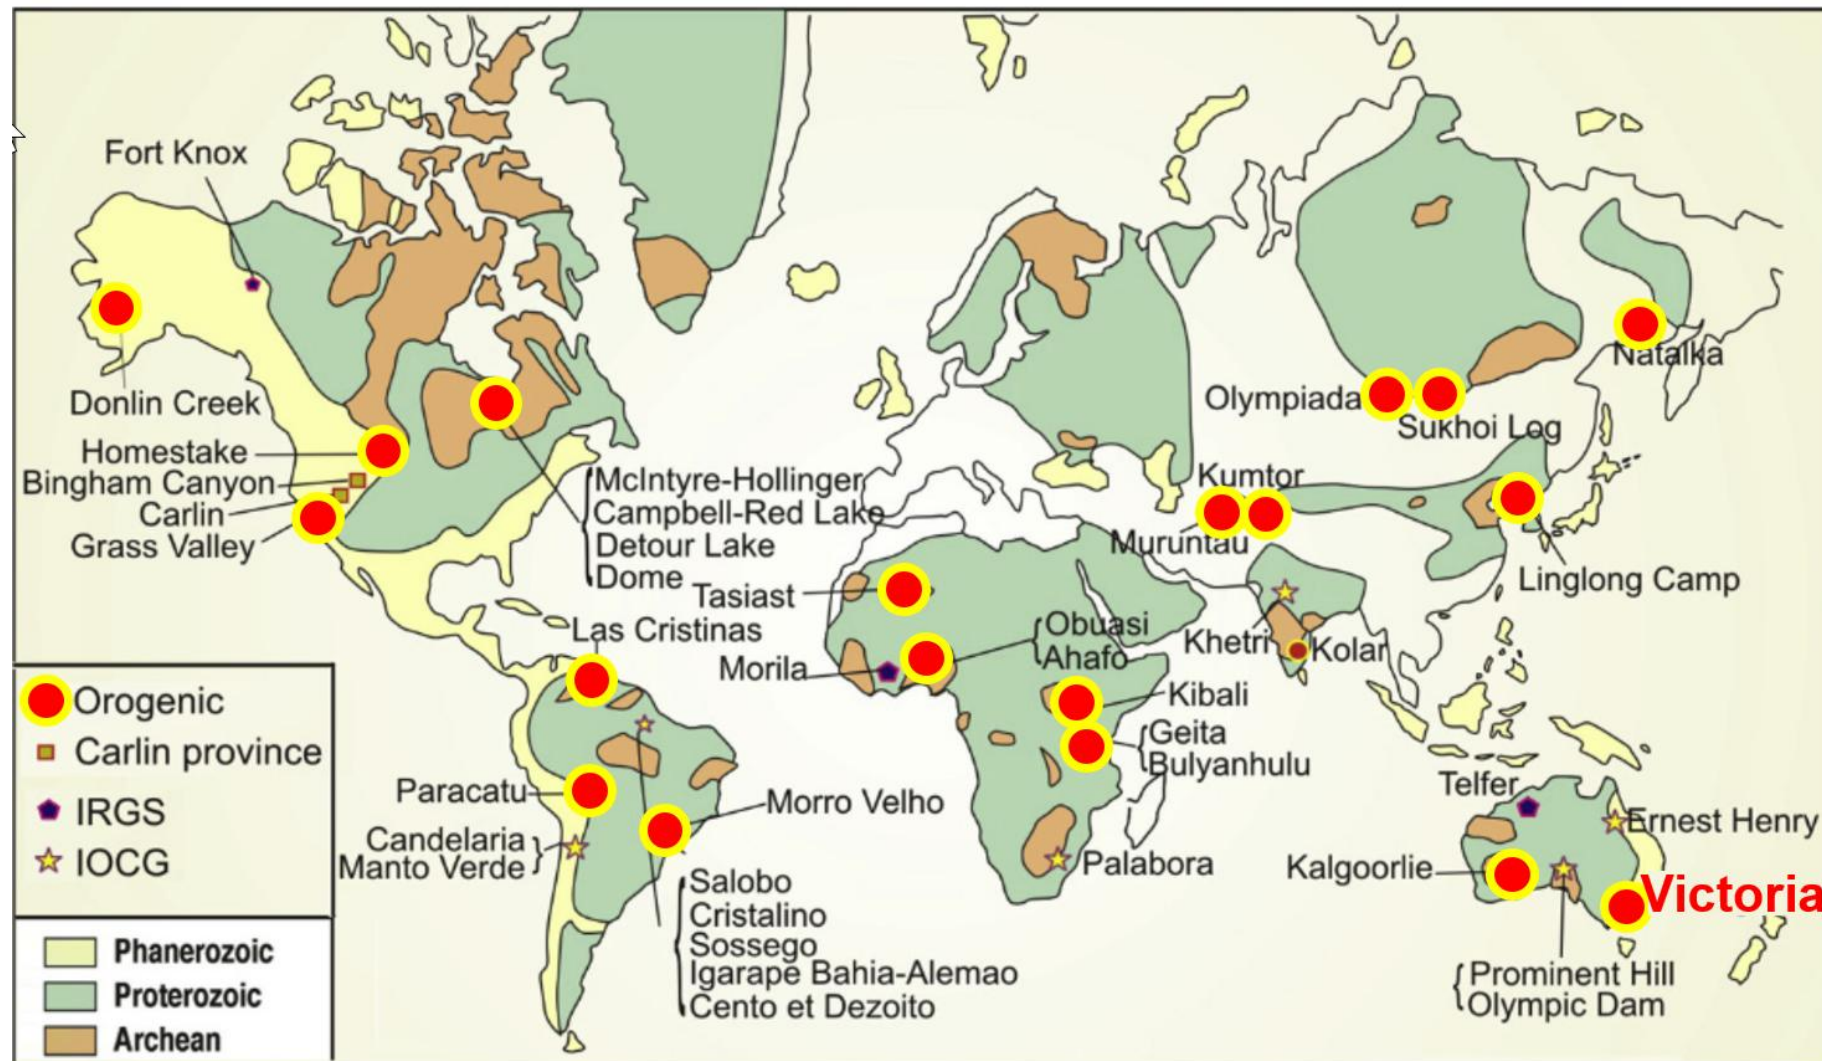 Fort Knox
Donlin Creek
Homestake
Bingham Canyon
Carlin
Grass Valley
McIntyre-Hollinger
Campbell-Red Lake
Detour Lake
Dome
Tasiast
Las Cristinas
Morila
Obuasi
Ahafo
Kibali
Geita
Bulyanhulu
Paracatu
Morro Velho
Candelaria
Manto Verde
Palabora
Salobo
Cristalino
Sossego
Igarape Bahia-Alemao
Cento et Dezoito
Natalka
Olympiada
Sukhoi Log
Kumtor
Muruntau
Linglong Camp
Khetri
Kolar
Telfer
Ernest Henry
Kalgoorlie
Victoria
Prominent Hill
Olympic Dam
Orogenic
Carlin province
IRGS
IOCG
Phanerozoic
Proterozoic
Archean